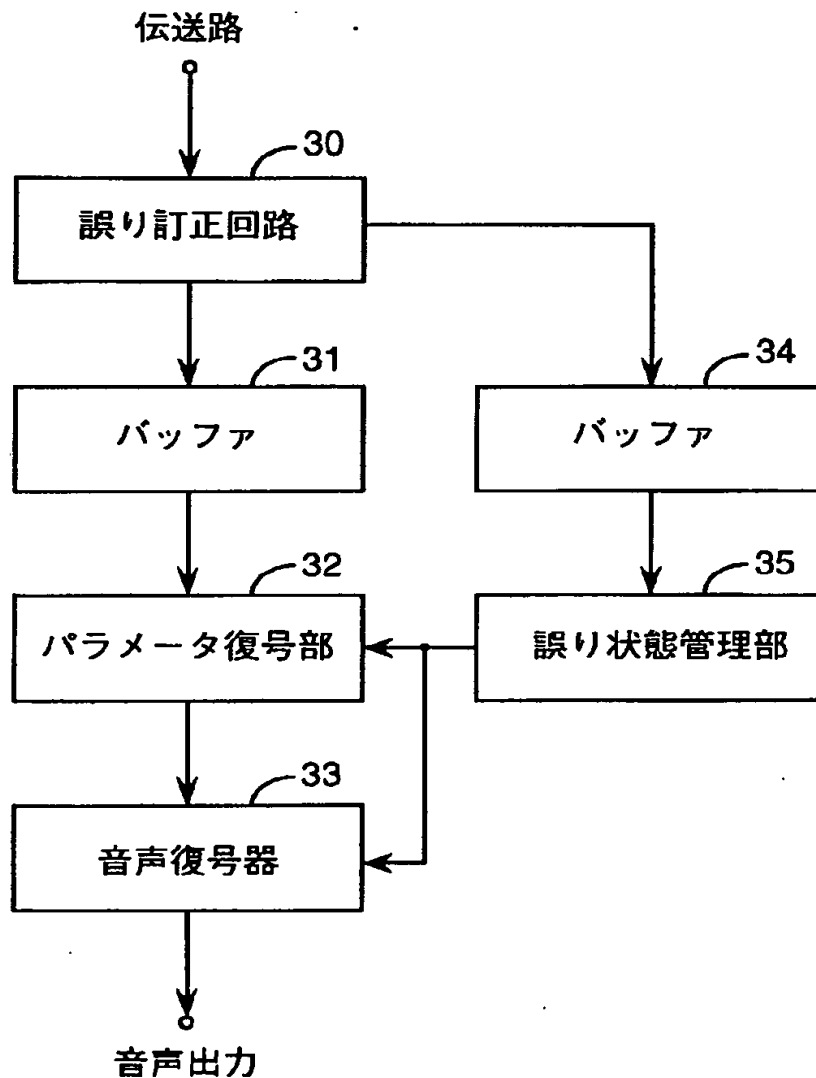 伝送路
30
誤り訂正回路
31
バッファ
34
バッファ
32
パラメータ復号部
35
誤り状態管理部
33
音声復号器
音声出力